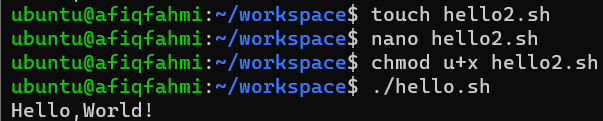 ubuntu@afiqfahmi:~/workspace$ touch hello2.sh
ubuntu@afiqfahmi:~/workspace$ nano hello2.sh
ubuntu@afiqfahmi:~/workspace$ chmod u+x hello2.sh
ubuntu@afiqfahmi:~/workspace$ ./hello.sh
Hello,World!